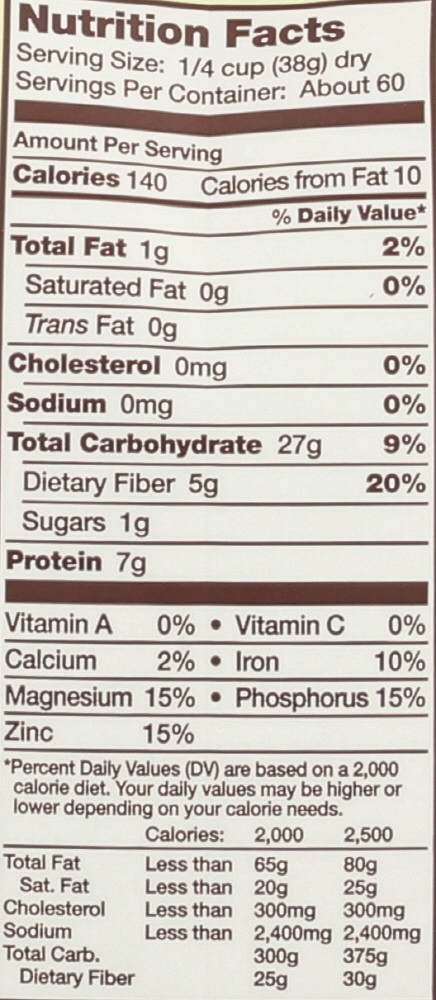 Nutrition Facts
Serving Size: 1/4 cup (38g) dry
Servings Per Container: About 60
Amount Per Serving
Calories 140 Calories from Fat 10
% Daily Value*
Total Fat 1g 2%
Saturated Fat 0g 0%
Trans Fat 0g
Cholesterol 0mg 0%
Sodium 0mg 0%
Total Carbohydrate 27g 9%
Dietary Fiber 5g 20%
Sugars 1g
Protein 7g
Vitamin A 0% • Vitamin C 0%
Calcium 2% • Iron 10%
Magnesium 15% • Phosphorus 15%
Zinc 15%
*Percent Daily Values (DV) are based on a 2,000
calorie diet. Your daily values may be higher or
lower depending on your calorie needs.
Calories: 2,000 2,500
Total Fat Less than 65g 80g
Sat. Fat Less than 20g 25g
Cholesterol Less than 300mg 300mg
Sodium Less than 2,400mg 2,400mg
Total Carb. 300g 375g
Dietary Fiber 25g 30g